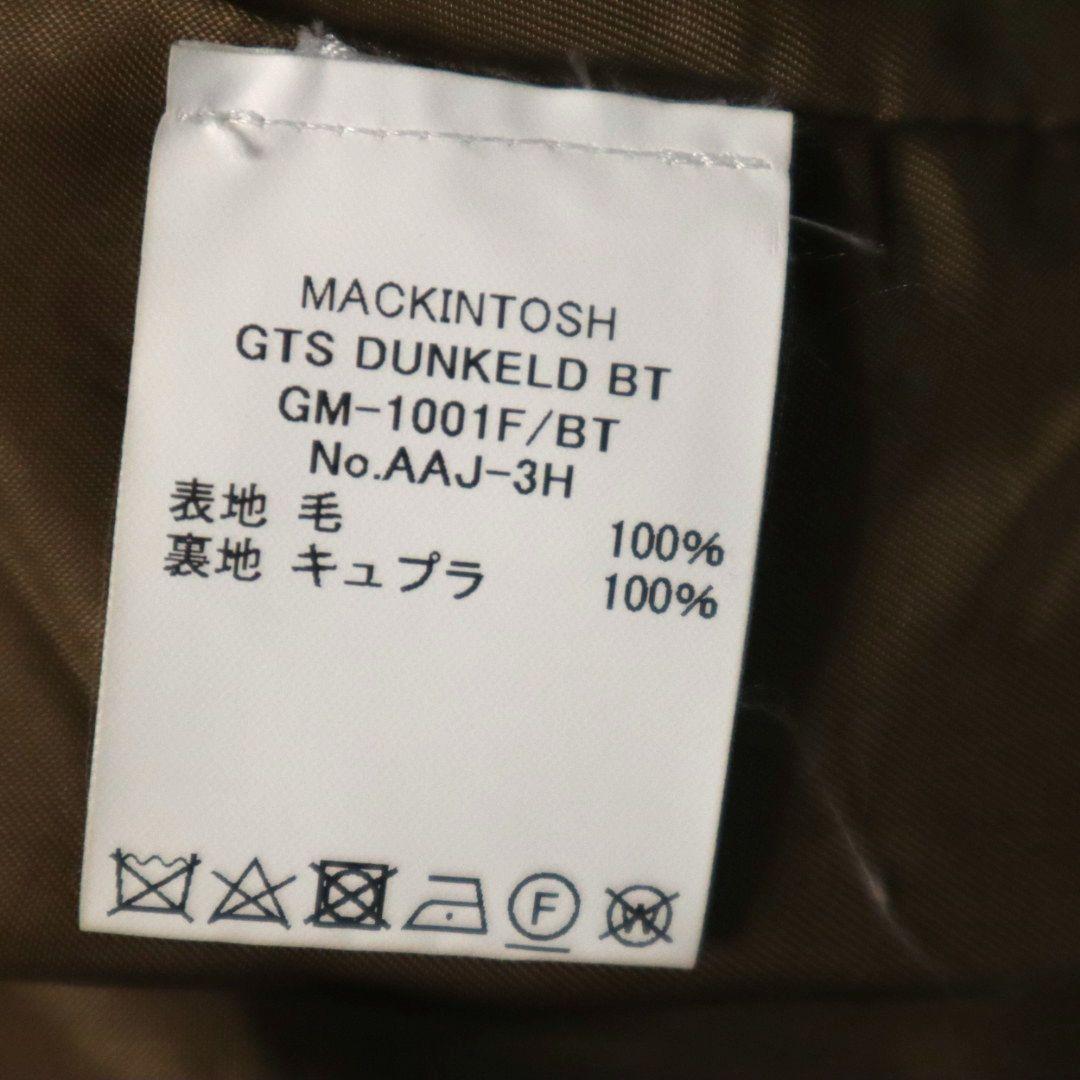 MACKINTOSH
GTS DUNKELD BT
GM-1001F/BT
No.AAJ-3H
表地 毛 100%
裏地 キュプラ 100%
F W